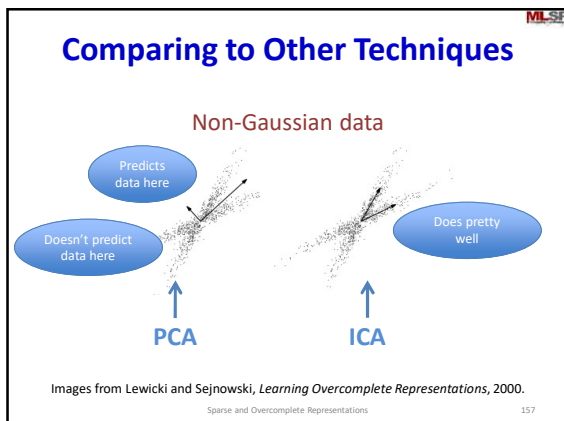 MLSP
Comparing to Other Techniques
Non-Gaussian data
Predicts
data here
Doesn't predict
data here
Does pretty
well
PCA
ICA
Images from Lewicki and Sejnowski, Learning Overcomplete Representations, 2000.
Sparse and Overcomplete Representations
157